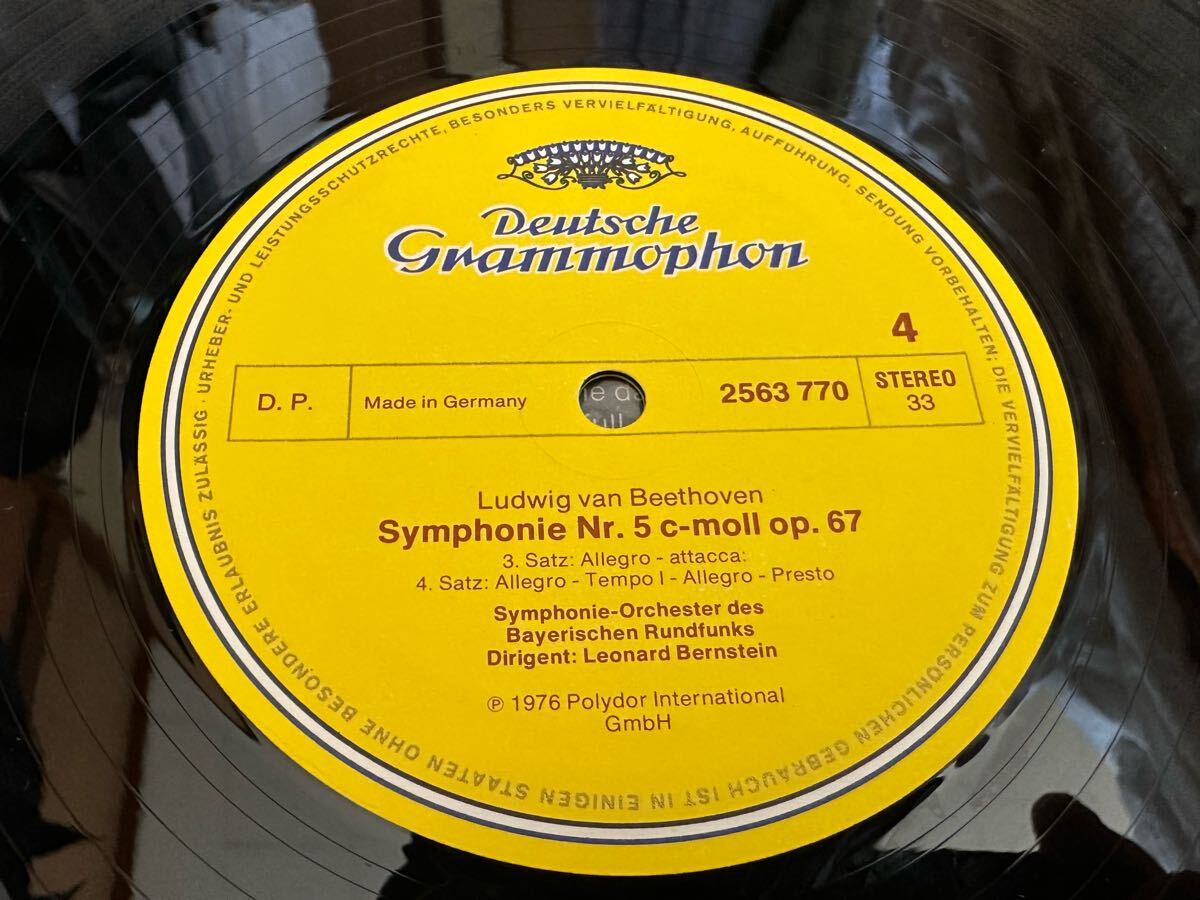 Deutsche
Grammophon
4
D. P.
Made in Germany
2563 770
STEREO
33
Ludwig van Beethoven
Symphonie Nr. 5 c-moll op. 67
3. Satz: Allegro - attacca:
4. Satz: Allegro - Tempo I - Allegro - Presto
Symphonie-Orchester des
Bayerischen Rundfunks
Dirigent: Leonard Bernstein
℗ 1976 Polydor International
GmbH
URHEBER- UND LEISTUNGSSCHUTZRECHTE, BESONDERS VERVIELFÄLTIGUNG, AUFFÜHRUNG, SENDUNG VORBEHALTEN; DIE VERVIELFÄLTIGUNG ZUM PERSÖNLICHEN GEBRAUCH IST IN EINIGEN STAATEN OHNE BESONDERE ERLAUBNIS ZULÄSSIG ·